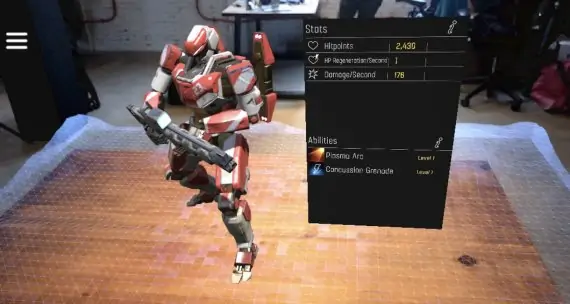 Stats
Hitpoints 2,430
HP Regeneration/Second 1
Damage/Second 176
Abilities
Plasma Arc Level 1
Concussion Grenade Level